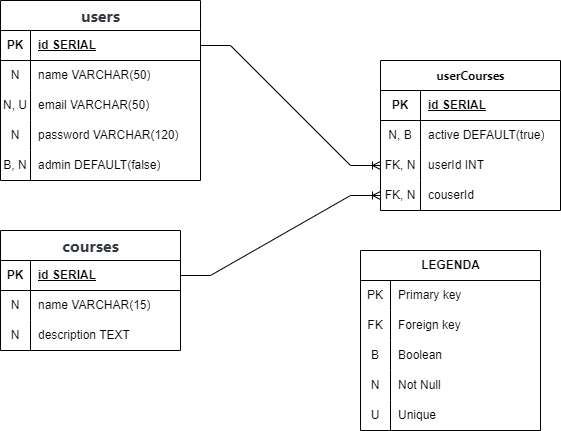 users
PK id SERIAL
N name VARCHAR(50)
N, U email VARCHAR(50)
N password VARCHAR(120)
B, N admin DEFAULT(false)
userCourses
PK id SERIAL
N, B active DEFAULT(true)
FK, N userId INT
FK, N couserId
courses
PK id SERIAL
N name VARCHAR(15)
N description TEXT
LEGENDA
PK Primary key
FK Foreign key
B Boolean
N Not Null
U Unique